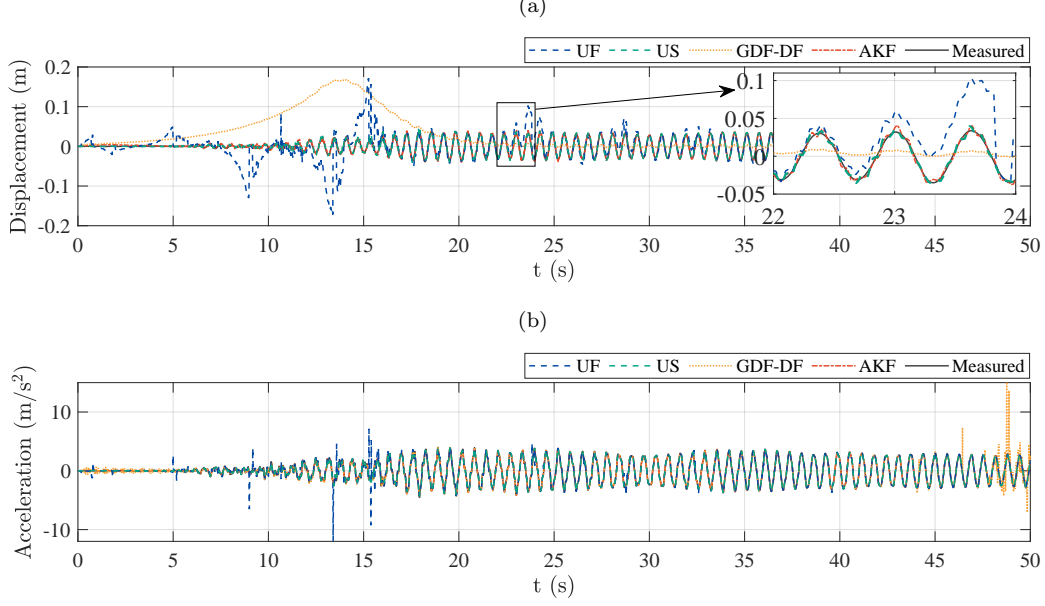 (a)
UF US GDF-DF AKF Measured
Displacement (m)
0.2
0.1
0
-0.1
-0.2
0.1
0.05
0
-0.05
22 23 24
0 5 10 15 20 25 30 35 40 45 50
t (s)
(b)
UF US GDF-DF AKF Measured
Acceleration (m/s²)
10
0
-10
0 5 10 15 20 25 30 35 40 45 50
t (s)